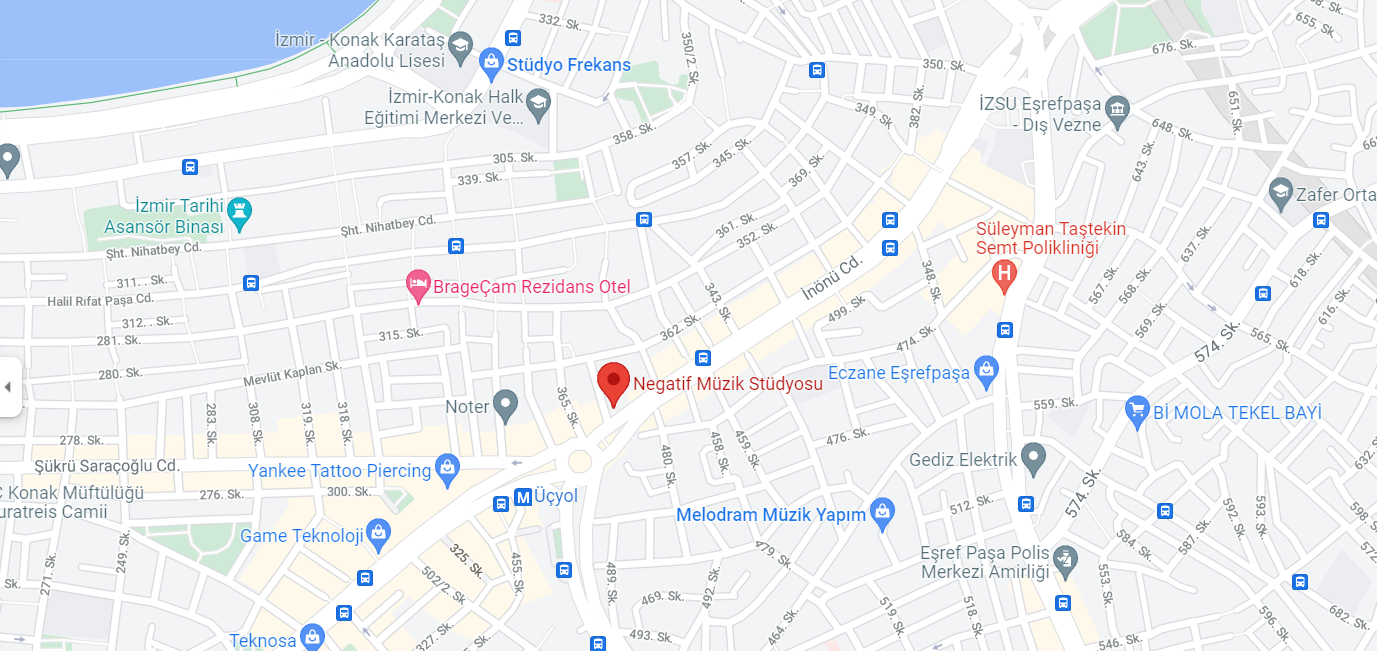 332. Sk.
İzmir - Konak Karataş
Anadolu Lisesi
Stüdyo Frekans
350/2. Sk.
350. Sk.
655. Sk.
676. Sk.
İzmir-Konak Halk
Eğitimi Merkezi Ve...
349. Sk.
382. Sk.
İZSU Eşrefpaşa
- Dış Vezne
651. Sk.
648. Sk.
643. Sk.
358. Sk.
305. Sk.
339. Sk.
357. Sk.
345. Sk.
369. Sk.
Zafer Orta
İzmir Tarihi
Asansör Binası
Şht. Nihatbey Cd.
Şht. Nihatbey Cd.
361. Sk.
352. Sk.
Süleyman Taştekin
Semt Polikliniği
H
311.. Sk.
Halil Rıfat Paşa Cd.
BrageÇam Rezidans Otel
343. Sk.
İnönü Cd.
348. Sk.
499. Sk.
567. Sk.
568. Sk.
569. Sk.
618. Sk.
616. Sk.
312. . Sk.
281. Sk.
315. Sk.
362. Sk.
474. Sk.
574. Sk.
565. Sk.
280. Sk.
Mevlüt Kaplan Sk.
Negatif Müzik Stüdyosu
Eczane Eşrefpaşa
283. Sk.
319. Sk.
318. Sk.
Noter
365. Sk.
559. Sk.
Bİ MOLA TEKEL BAYİ
278. Sk.
Şükrü Saraçoğlu Cd.
476. Sk.
458. Sk.
459. Sk.
480. Sk.
Gediz Elektrik
632. Sk.
Yankee Tattoo Piercing
276. Sk.
300. Sk.
C Konak Müftülüğü
uratreis Camii
M
Üçyol
Melodram Müzik Yapım
512. Sk.
574. Sk.
592. Sk.
593. Sk.
598. Sk.
Game Teknoloji
249. Sk.
271. Sk.
Sk.
325. Sk.
502/2. Sk.
455. Sk.
489. Sk.
492. Sk.
479. Sk.
469. Sk.
Eşref Paşa Polis
Merkezi Amirliği
584. Sk.
587. Sk.
553. Sk.
572.
519. Sk.
518. Sk.
464. Sk.
596. Sk.
682. Sk.
327. Sk.
493. Sk.
546. Sk.
Teknosa